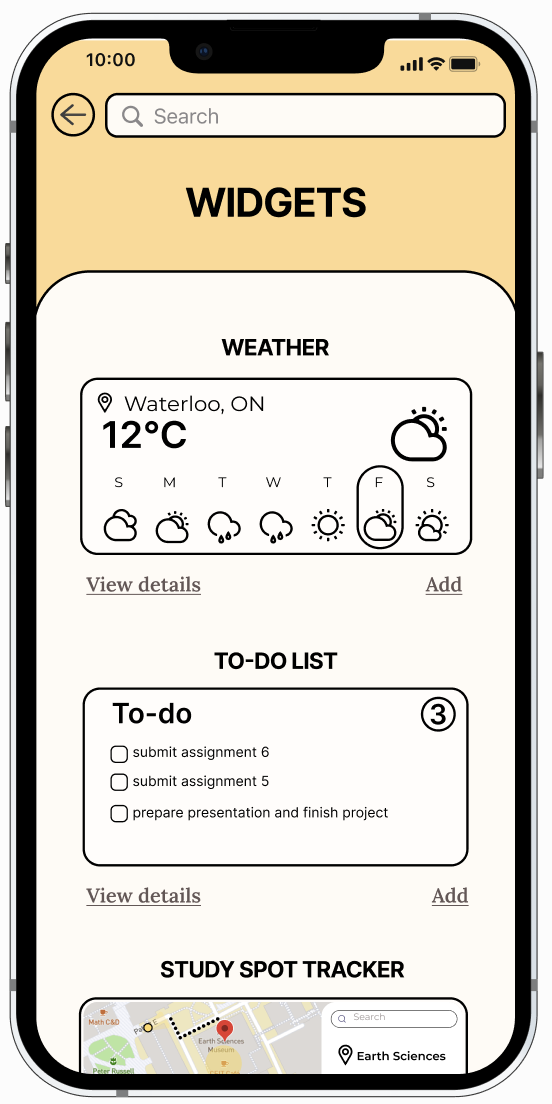 10:00
Search
WIDGETS
WEATHER
Waterloo, ON
12°C
S M T W T F S
View details Add
TO-DO LIST
To-do 3
submit assignment 6
submit assignment 5
prepare presentation and finish project
View details Add
STUDY SPOT TRACKER
Math C&D
Search
Earth Sciences
Museum
Earth Sciences
Peter Russell